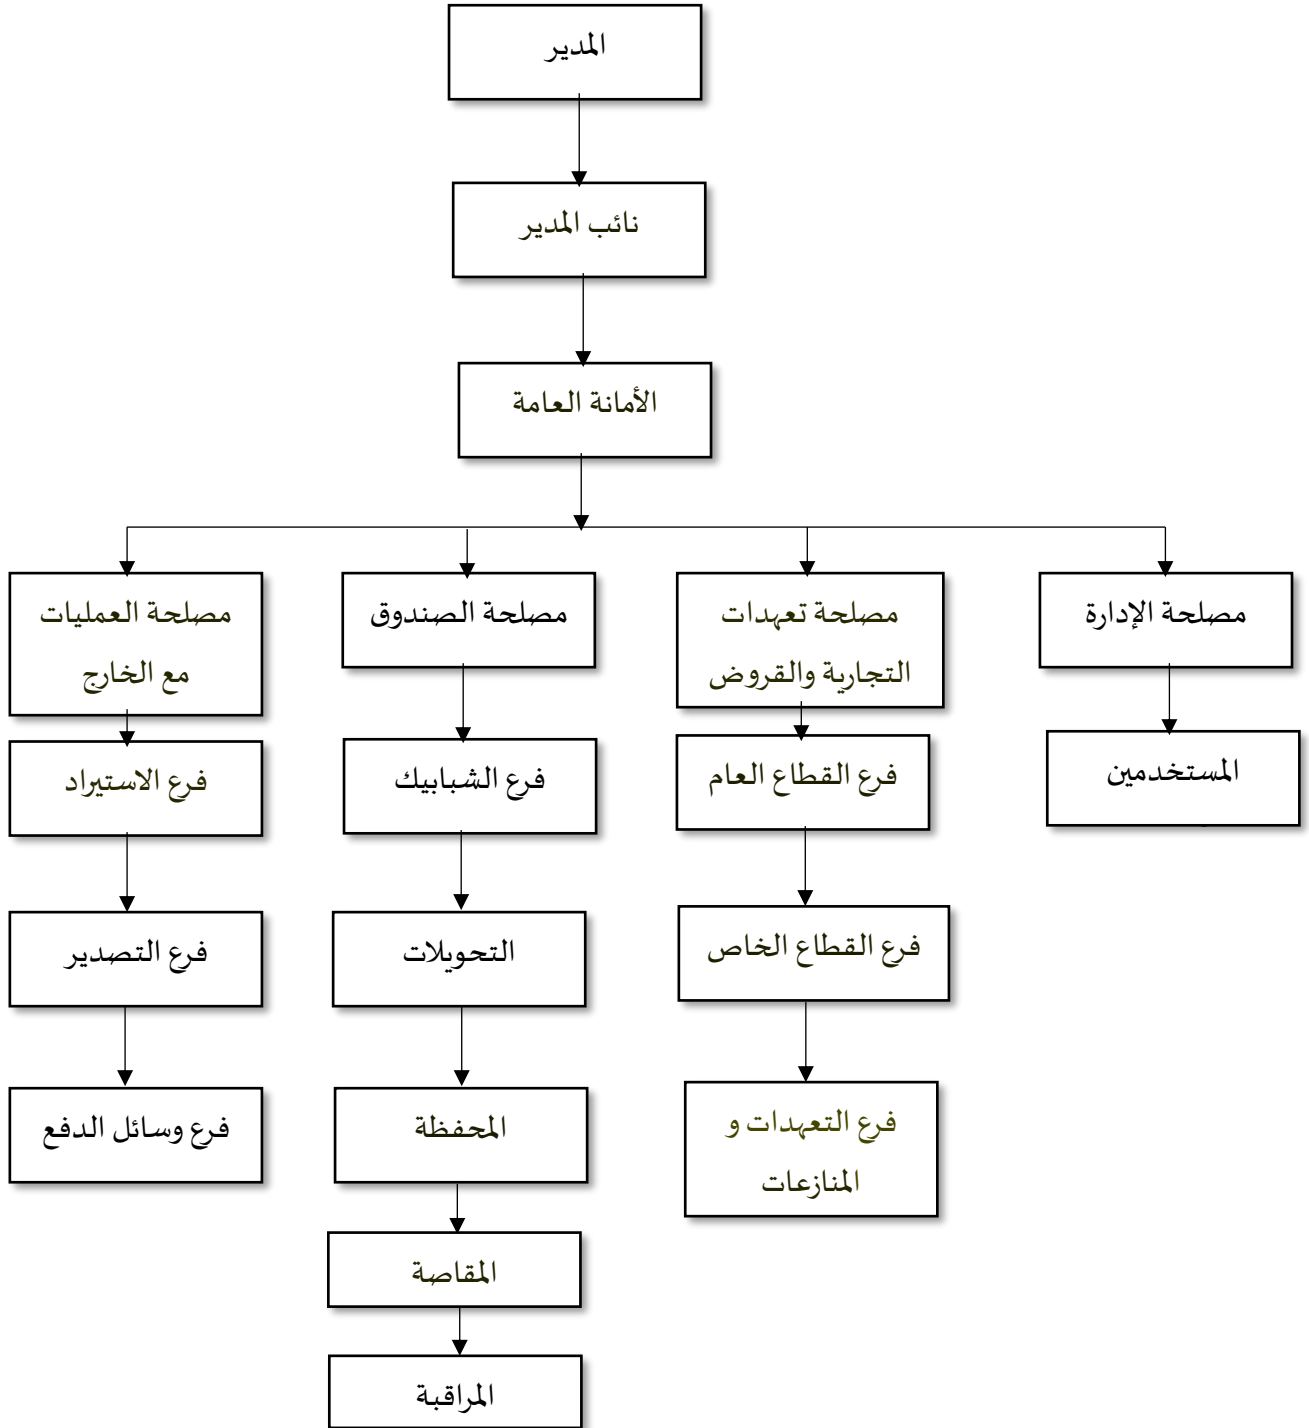 المدير
نائب المدير
الأمانة العامة
مصلحة الإدارة
مصلحة تعهدات
التجارية والقروض
مصلحة الصندوق
مصلحة العمليات
مع الخارج
المستخدمين
فرع القطاع العام
فرع الشبابيك
فرع الاستيراد
فرع القطاع الخاص
التحويلات
فرع التصدير
فرع التعهدات و
المنازعات
المحفظة
فرع وسائل الدفع
المقاصة
المراقبة